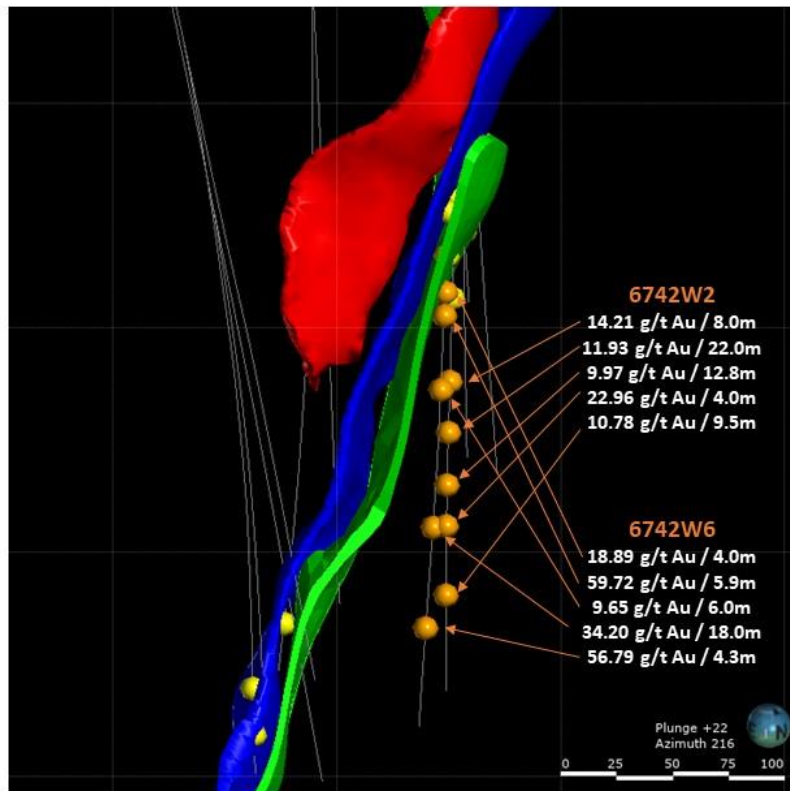 6742W2
14.21 g/t Au / 8.0m
11.93 g/t Au / 22.0m
9.97 g/t Au / 12.8m
22.96 g/t Au / 4.0m
10.78 g/t Au / 9.5m
6742W6
18.89 g/t Au / 4.0m
59.72 g/t Au / 5.9m
9.65 g/t Au / 6.0m
34.20 g/t Au / 18.0m
56.79 g/t Au / 4.3m
Plunge +22
Azimuth 216
0 25 50 75 100